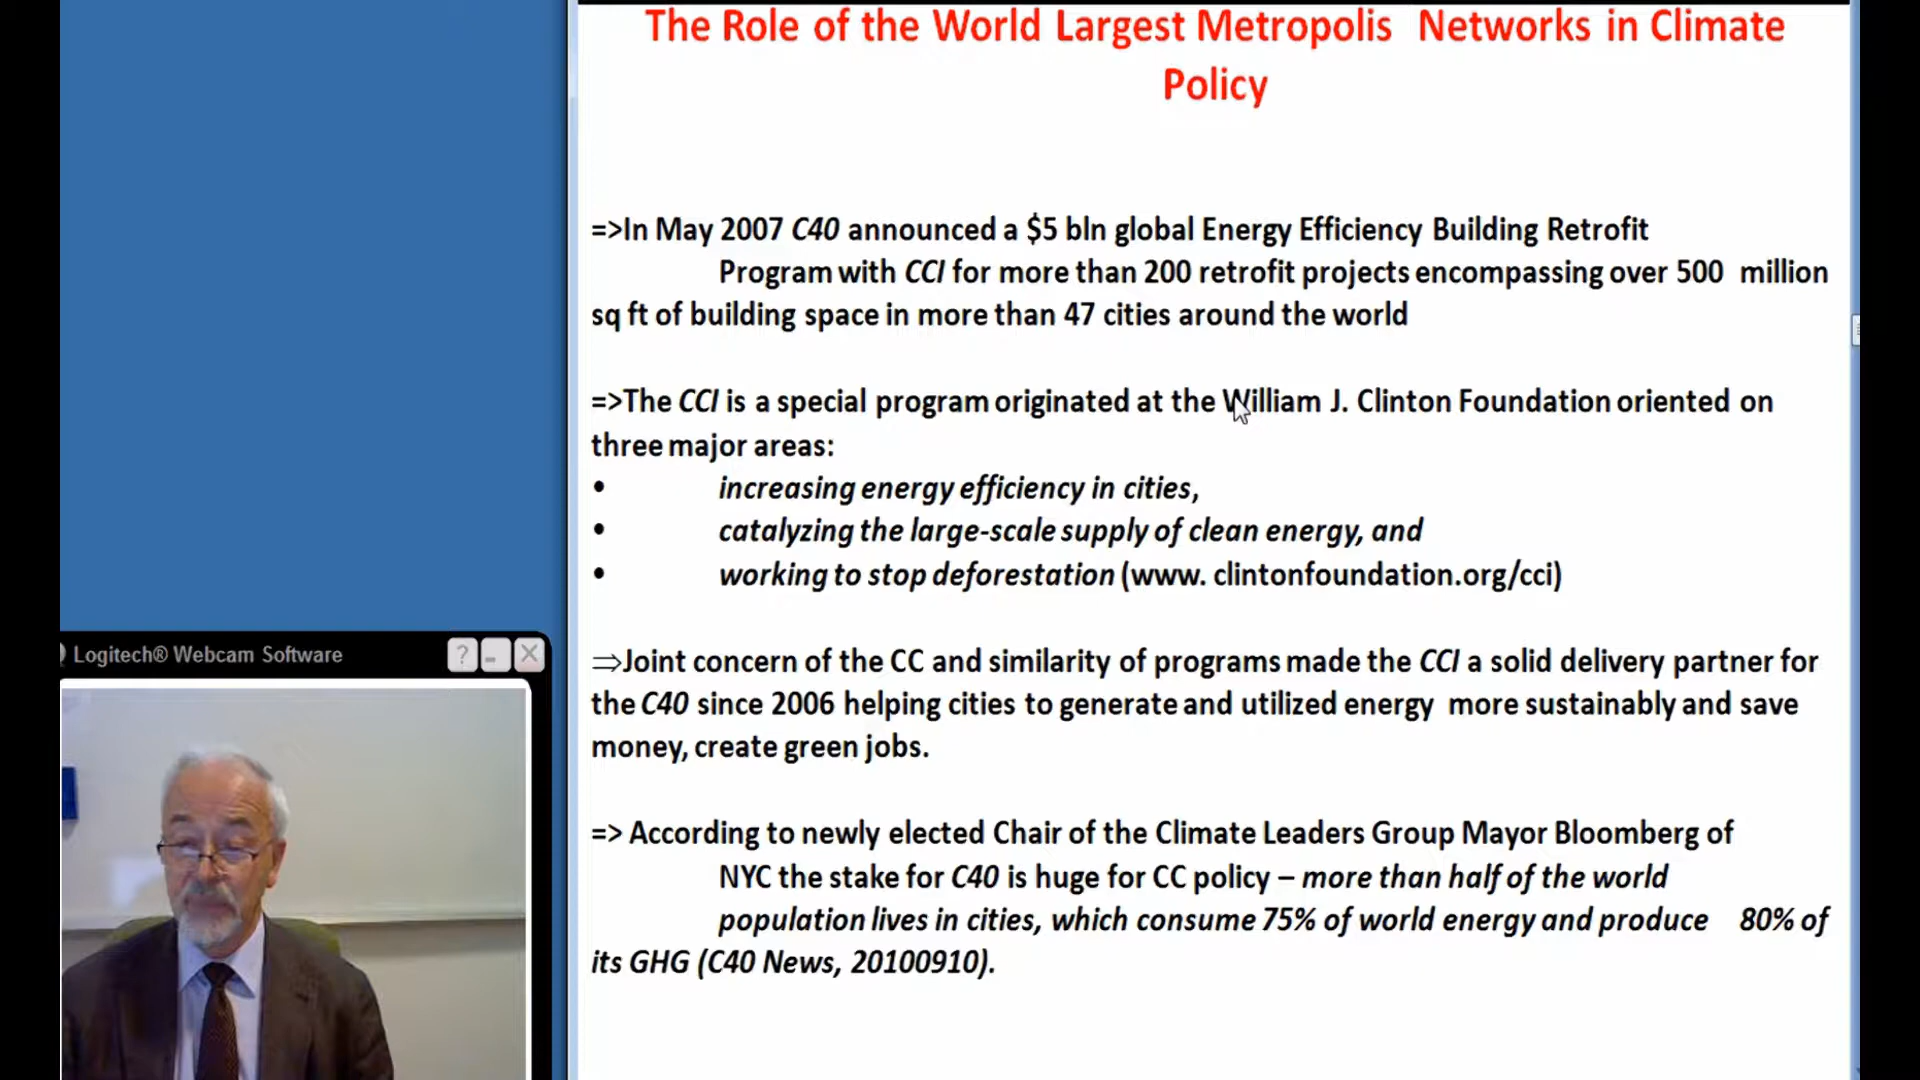 The Role of the World Largest Metropolis Networks in Climate
Policy
=>In May 2007 C40 announced a $5 bln global Energy Efficiency Building Retrofit
Program with CCI for more than 200 retrofit projects encompassing over 500 million
sq ft of building space in more than 47 cities around the world
=>The CCI is a special program originated at the William J. Clinton Foundation oriented on
three major areas:
• increasing energy efficiency in cities,
• catalyzing the large-scale supply of clean energy, and
• working to stop deforestation (www. clintonfoundation.org/cci)
⇒Joint concern of the CC and similarity of programs made the CCI a solid delivery partner for
the C40 since 2006 helping cities to generate and utilized energy more sustainably and save
money, create green jobs.
=> According to newly elected Chair of the Climate Leaders Group Mayor Bloomberg of
NYC the stake for C40 is huge for CC policy – more than half of the world
population lives in cities, which consume 75% of world energy and produce 80% of
its GHG (C40 News, 20100910).
Logitech® Webcam Software
?